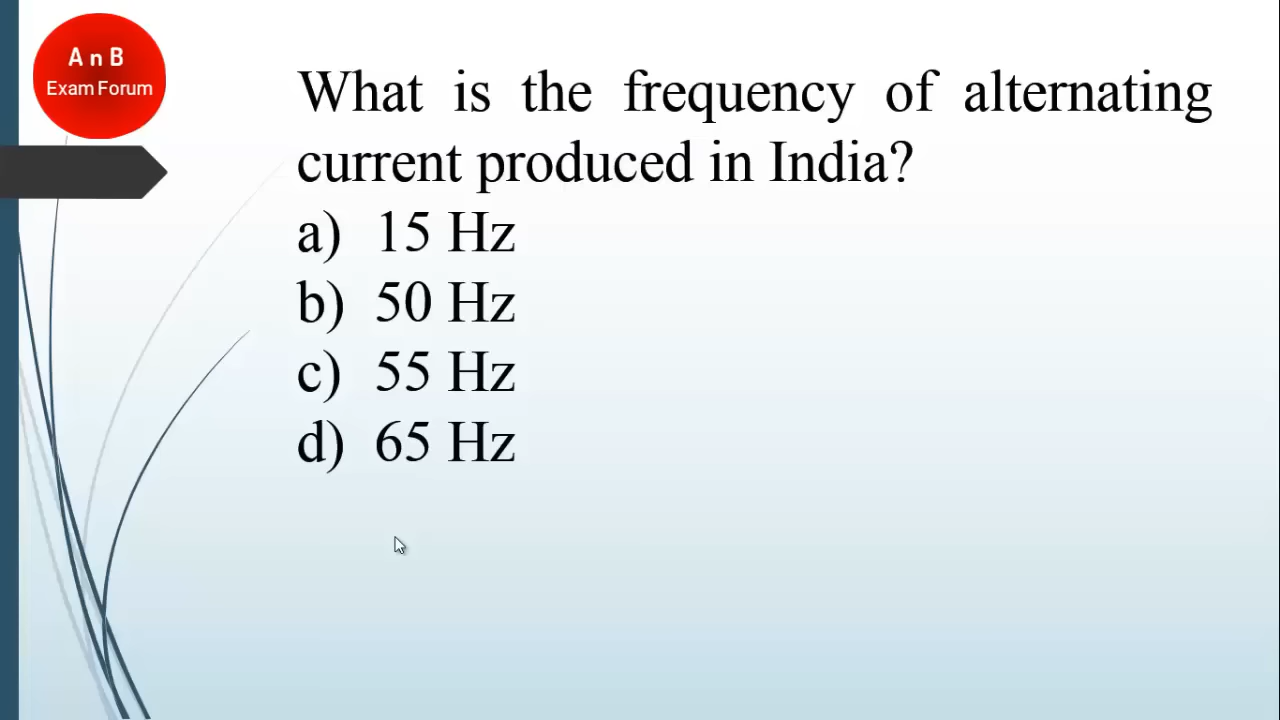 A n B
Exam Forum
What is the frequency of alternating
current produced in India?
a) 15 Hz
b) 50 Hz
c) 55 Hz
d) 65 Hz